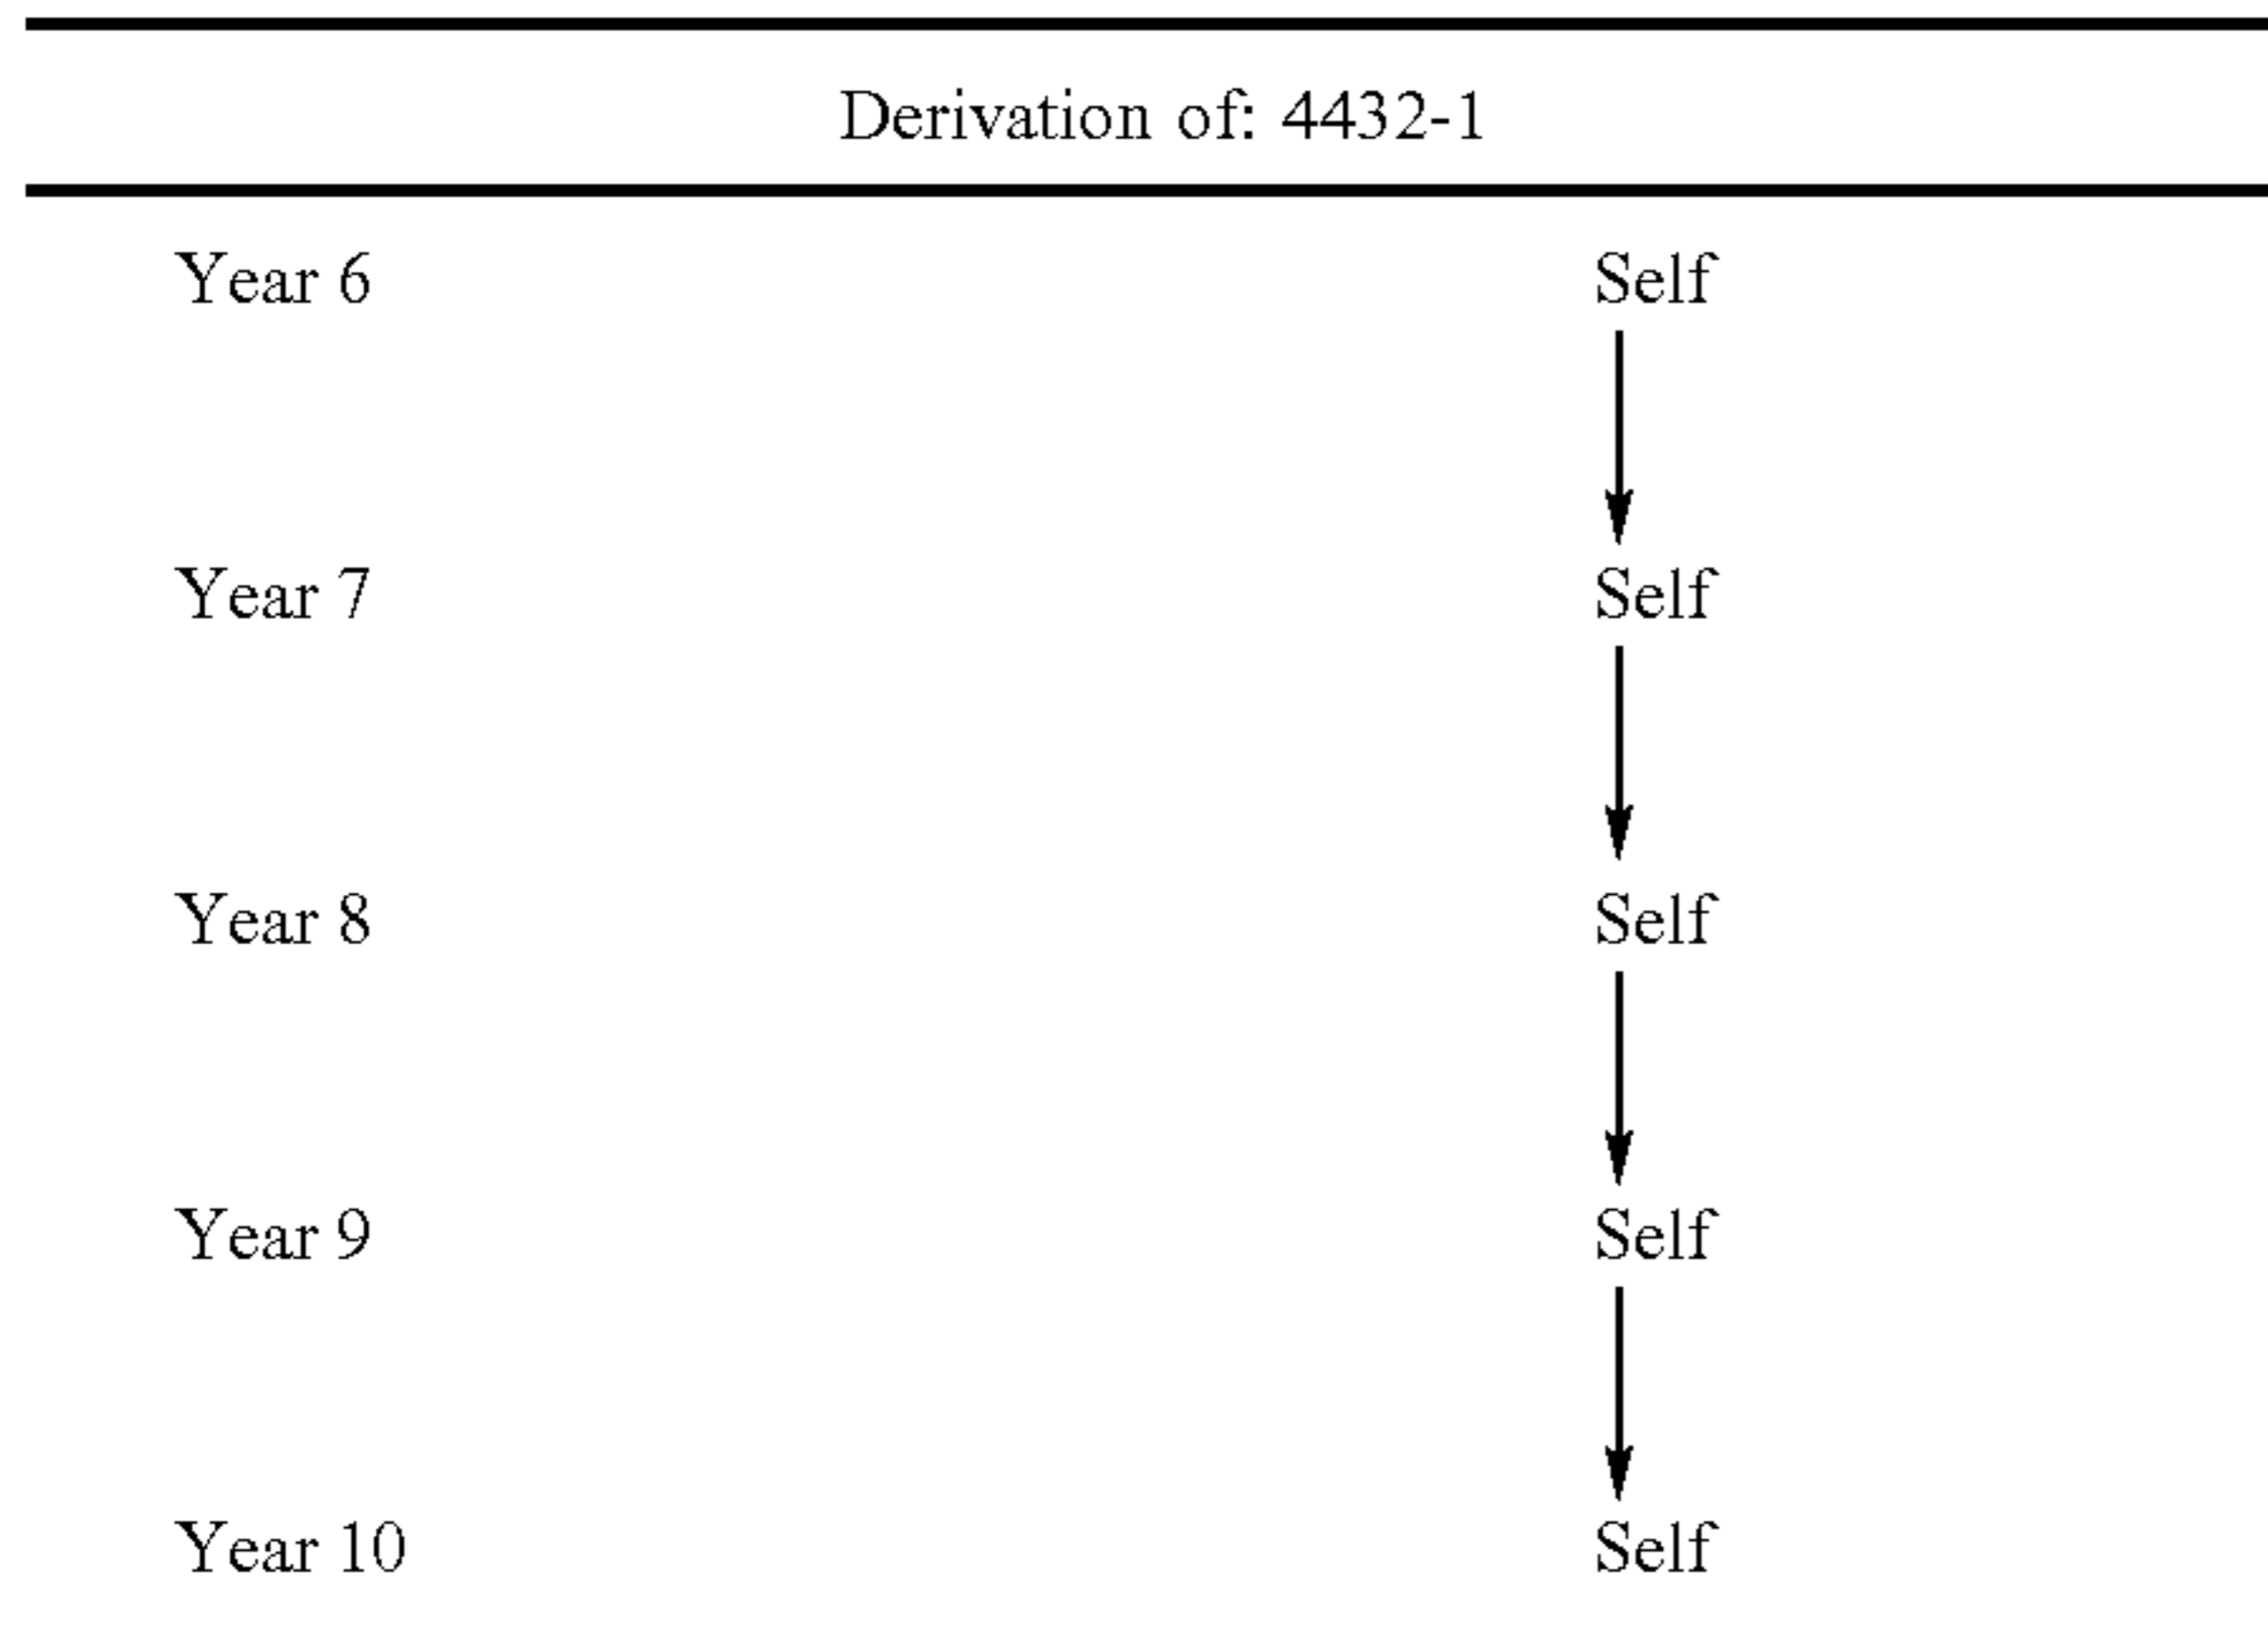 Derivation of: 4432-1
Year 6 Self
Year 7 Self
Year 8 Self
Year 9 Self
Year 10 Self